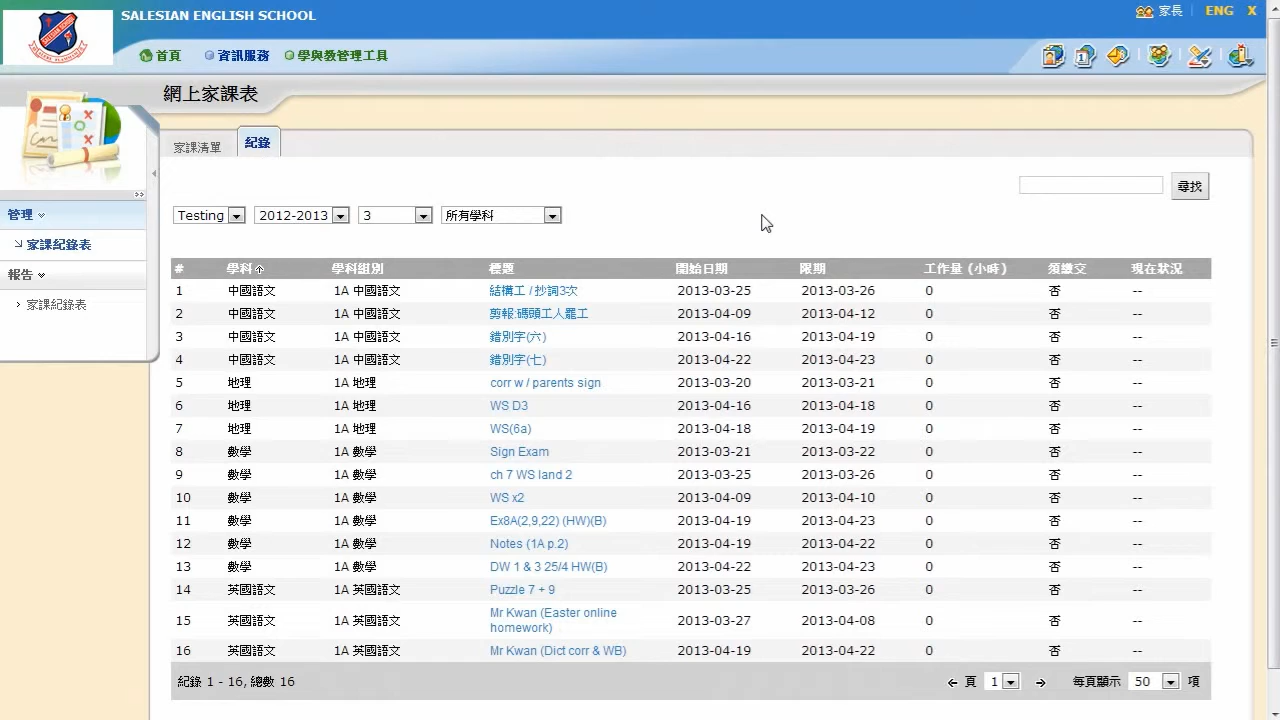 SALESIAN ENGLISH SCHOOL
家長 ENG X
首頁 資訊服務 學與教管理工具
網上家課表
家課清單 紀錄
尋找
管理
家課紀錄表
報告
家課紀錄表
Testing 2012-2013 3 所有學科
# 學科 學科組別 標題 開始日期 限期 工作量 (小時) 須繳交 現在狀況
1 中國語文 1A 中國語文 結構工 / 抄詞3次 2013-03-25 2013-03-26 0 否 --
2 中國語文 1A 中國語文 剪報:碼頭工人罷工 2013-04-09 2013-04-12 0 否 --
3 中國語文 1A 中國語文 錯別字(六) 2013-04-16 2013-04-19 0 否 --
4 中國語文 1A 中國語文 錯別字(七) 2013-04-22 2013-04-23 0 否 --
5 地理 1A 地理 corr w / parents sign 2013-03-20 2013-03-21 0 否 --
6 地理 1A 地理 WS D3 2013-04-16 2013-04-18 0 否 --
7 地理 1A 地理 WS(6a) 2013-04-18 2013-04-19 0 否 --
8 數學 1A 數學 Sign Exam 2013-03-21 2013-03-22 0 否 --
9 數學 1A 數學 ch 7 WS land 2 2013-03-25 2013-03-26 0 否 --
10 數學 1A 數學 WS x2 2013-04-09 2013-04-10 0 否 --
11 數學 1A 數學 Ex8A(2,9,22) (HW)(B) 2013-04-19 2013-04-23 0 否 --
12 數學 1A 數學 Notes (1A p.2) 2013-04-19 2013-04-22 0 否 --
13 數學 1A 數學 DW 1 & 3 25/4 HW(B) 2013-04-22 2013-04-23 0 否 --
14 英國語文 1A 英國語文 Puzzle 7 + 9 2013-03-25 2013-03-26 0 否 --
15 英國語文 1A 英國語文 Mr Kwan (Easter online 2013-03-27 2013-04-08 0 否 --
homework)
16 英國語文 1A 英國語文 Mr Kwan (Dict corr & WB) 2013-04-19 2013-04-22 0 否 --
紀錄 1 - 16, 總數 16 頁 1 每頁顯示 50 項